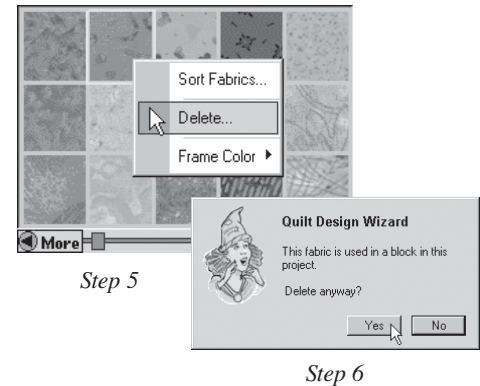 Sort Fabrics...
Delete...
Frame Color
More
Step 5
Quilt Design Wizard
This fabric is used in a block in this
project.
Delete anyway?
Yes
No
Step 6